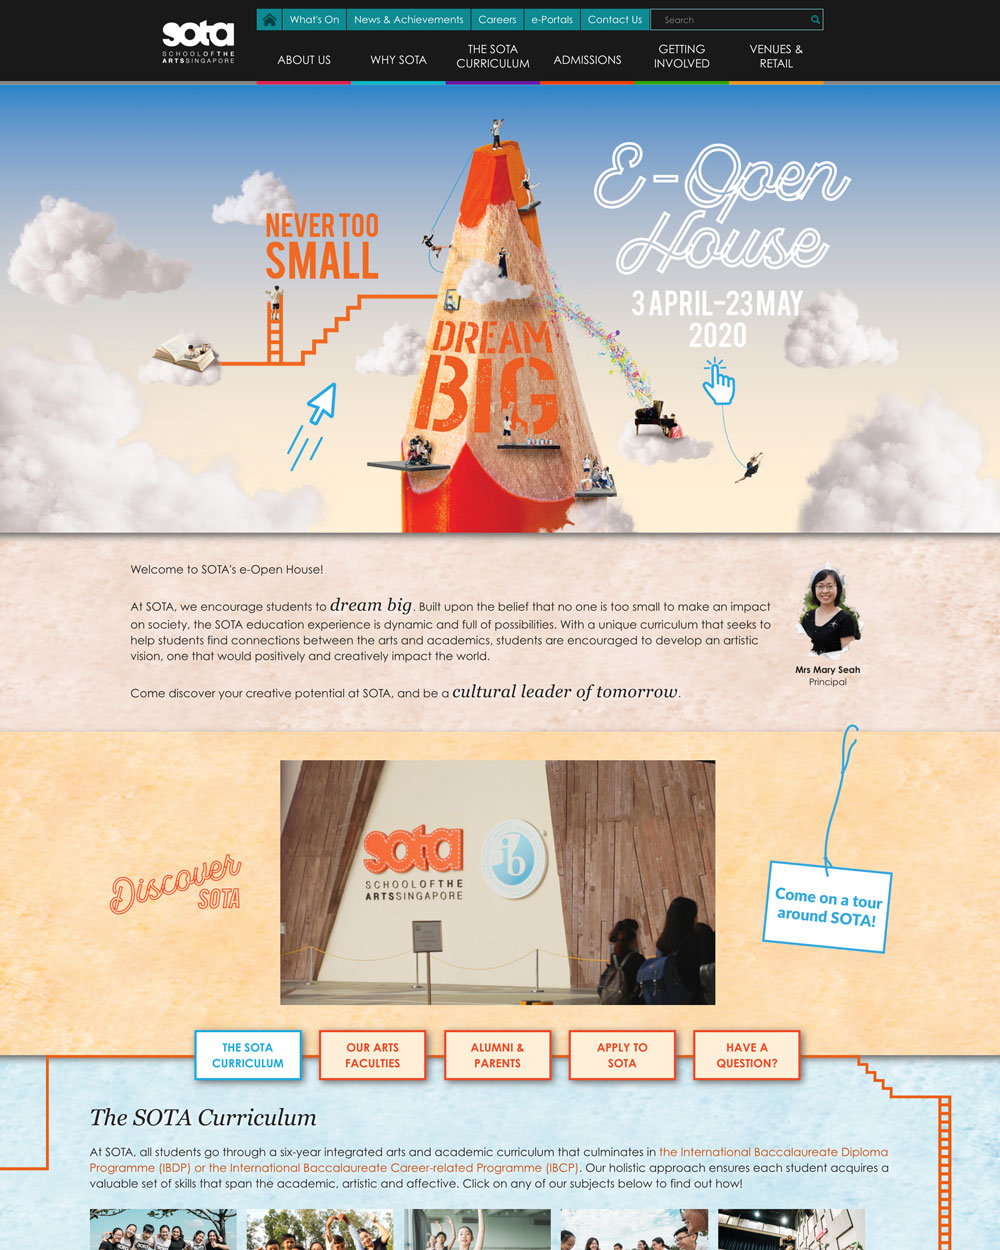 sota
SCHOOLOFTHE
ARTSSINGAPORE
What's On
News & Achievements
Careers
e-Portals
Contact Us
Search
ABOUT US
WHY SOTA
THE SOTA
CURRICULUM
ADMISSIONS
GETTING
INVOLVED
VENUES &
RETAIL
NEVER TOO
SMALL
DREAM
BIG
E-Open
House
3 APRIL-23 MAY
2020
Welcome to SOTA's e-Open House!
At SOTA, we encourage students to dream big. Built upon the belief that no one is too small to make an impact
on society, the SOTA education experience is dynamic and full of possibilities. With a unique curriculum that seeks to
help students find connections between the arts and academics, students are encouraged to develop an artistic
vision, one that would positively and creatively impact the world.
Come discover your creative potential at SOTA, and be a cultural leader of tomorrow.
Mrs Mary Seah
Principal
Discover
SOTA
sota
SCHOOLOFTHE
ARTSSINGAPORE
ib
Come on a tour
around SOTA!
THE SOTA
CURRICULUM
OUR ARTS
FACULTIES
ALUMNI &
PARENTS
APPLY TO
SOTA
HAVE A
QUESTION?
The SOTA Curriculum
At SOTA, all students go through a six-year integrated arts and academic curriculum that culminates in the International Baccalaureate Diploma
Programme (IBDP) or the International Baccalaureate Career-related Programme (IBCP). Our holistic approach ensures each student acquires a
valuable set of skills that span the academic, artistic and affective. Click on any of our subjects below to find out how!